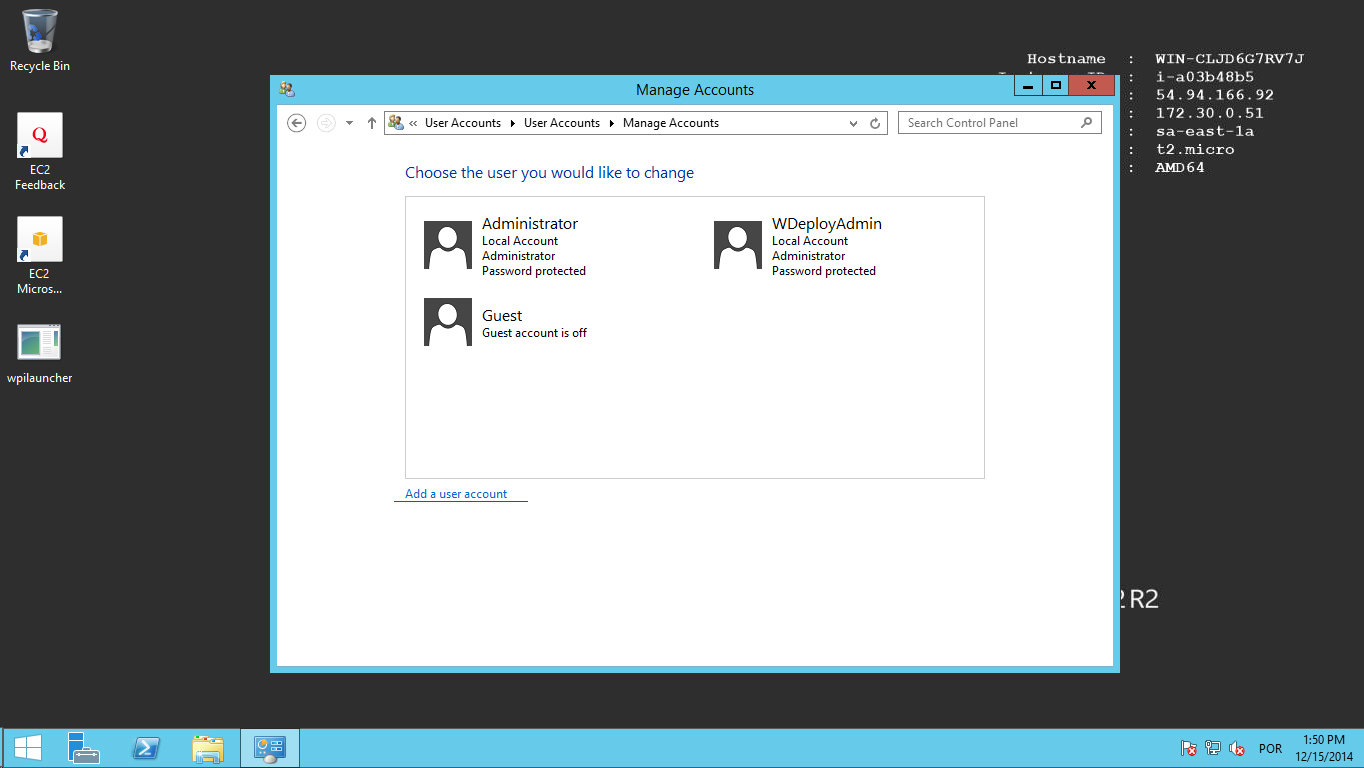 Recycle Bin
EC2
Feedback
EC2
Micros...
wpilauncher
Hostname : WIN-CLJD6G7RV7J
: i-a03b48b5
: 54.94.166.92
: 172.30.0.51
: sa-east-1a
: t2.micro
: AMD64
Manage Accounts
« User Accounts User Accounts Manage Accounts
Search Control Panel
Choose the user you would like to change
Administrator
Local Account
Administrator
Password protected
WDeployAdmin
Local Account
Administrator
Password protected
Guest
Guest account is off
Add a user account
R2
POR
1:50 PM
12/15/2014